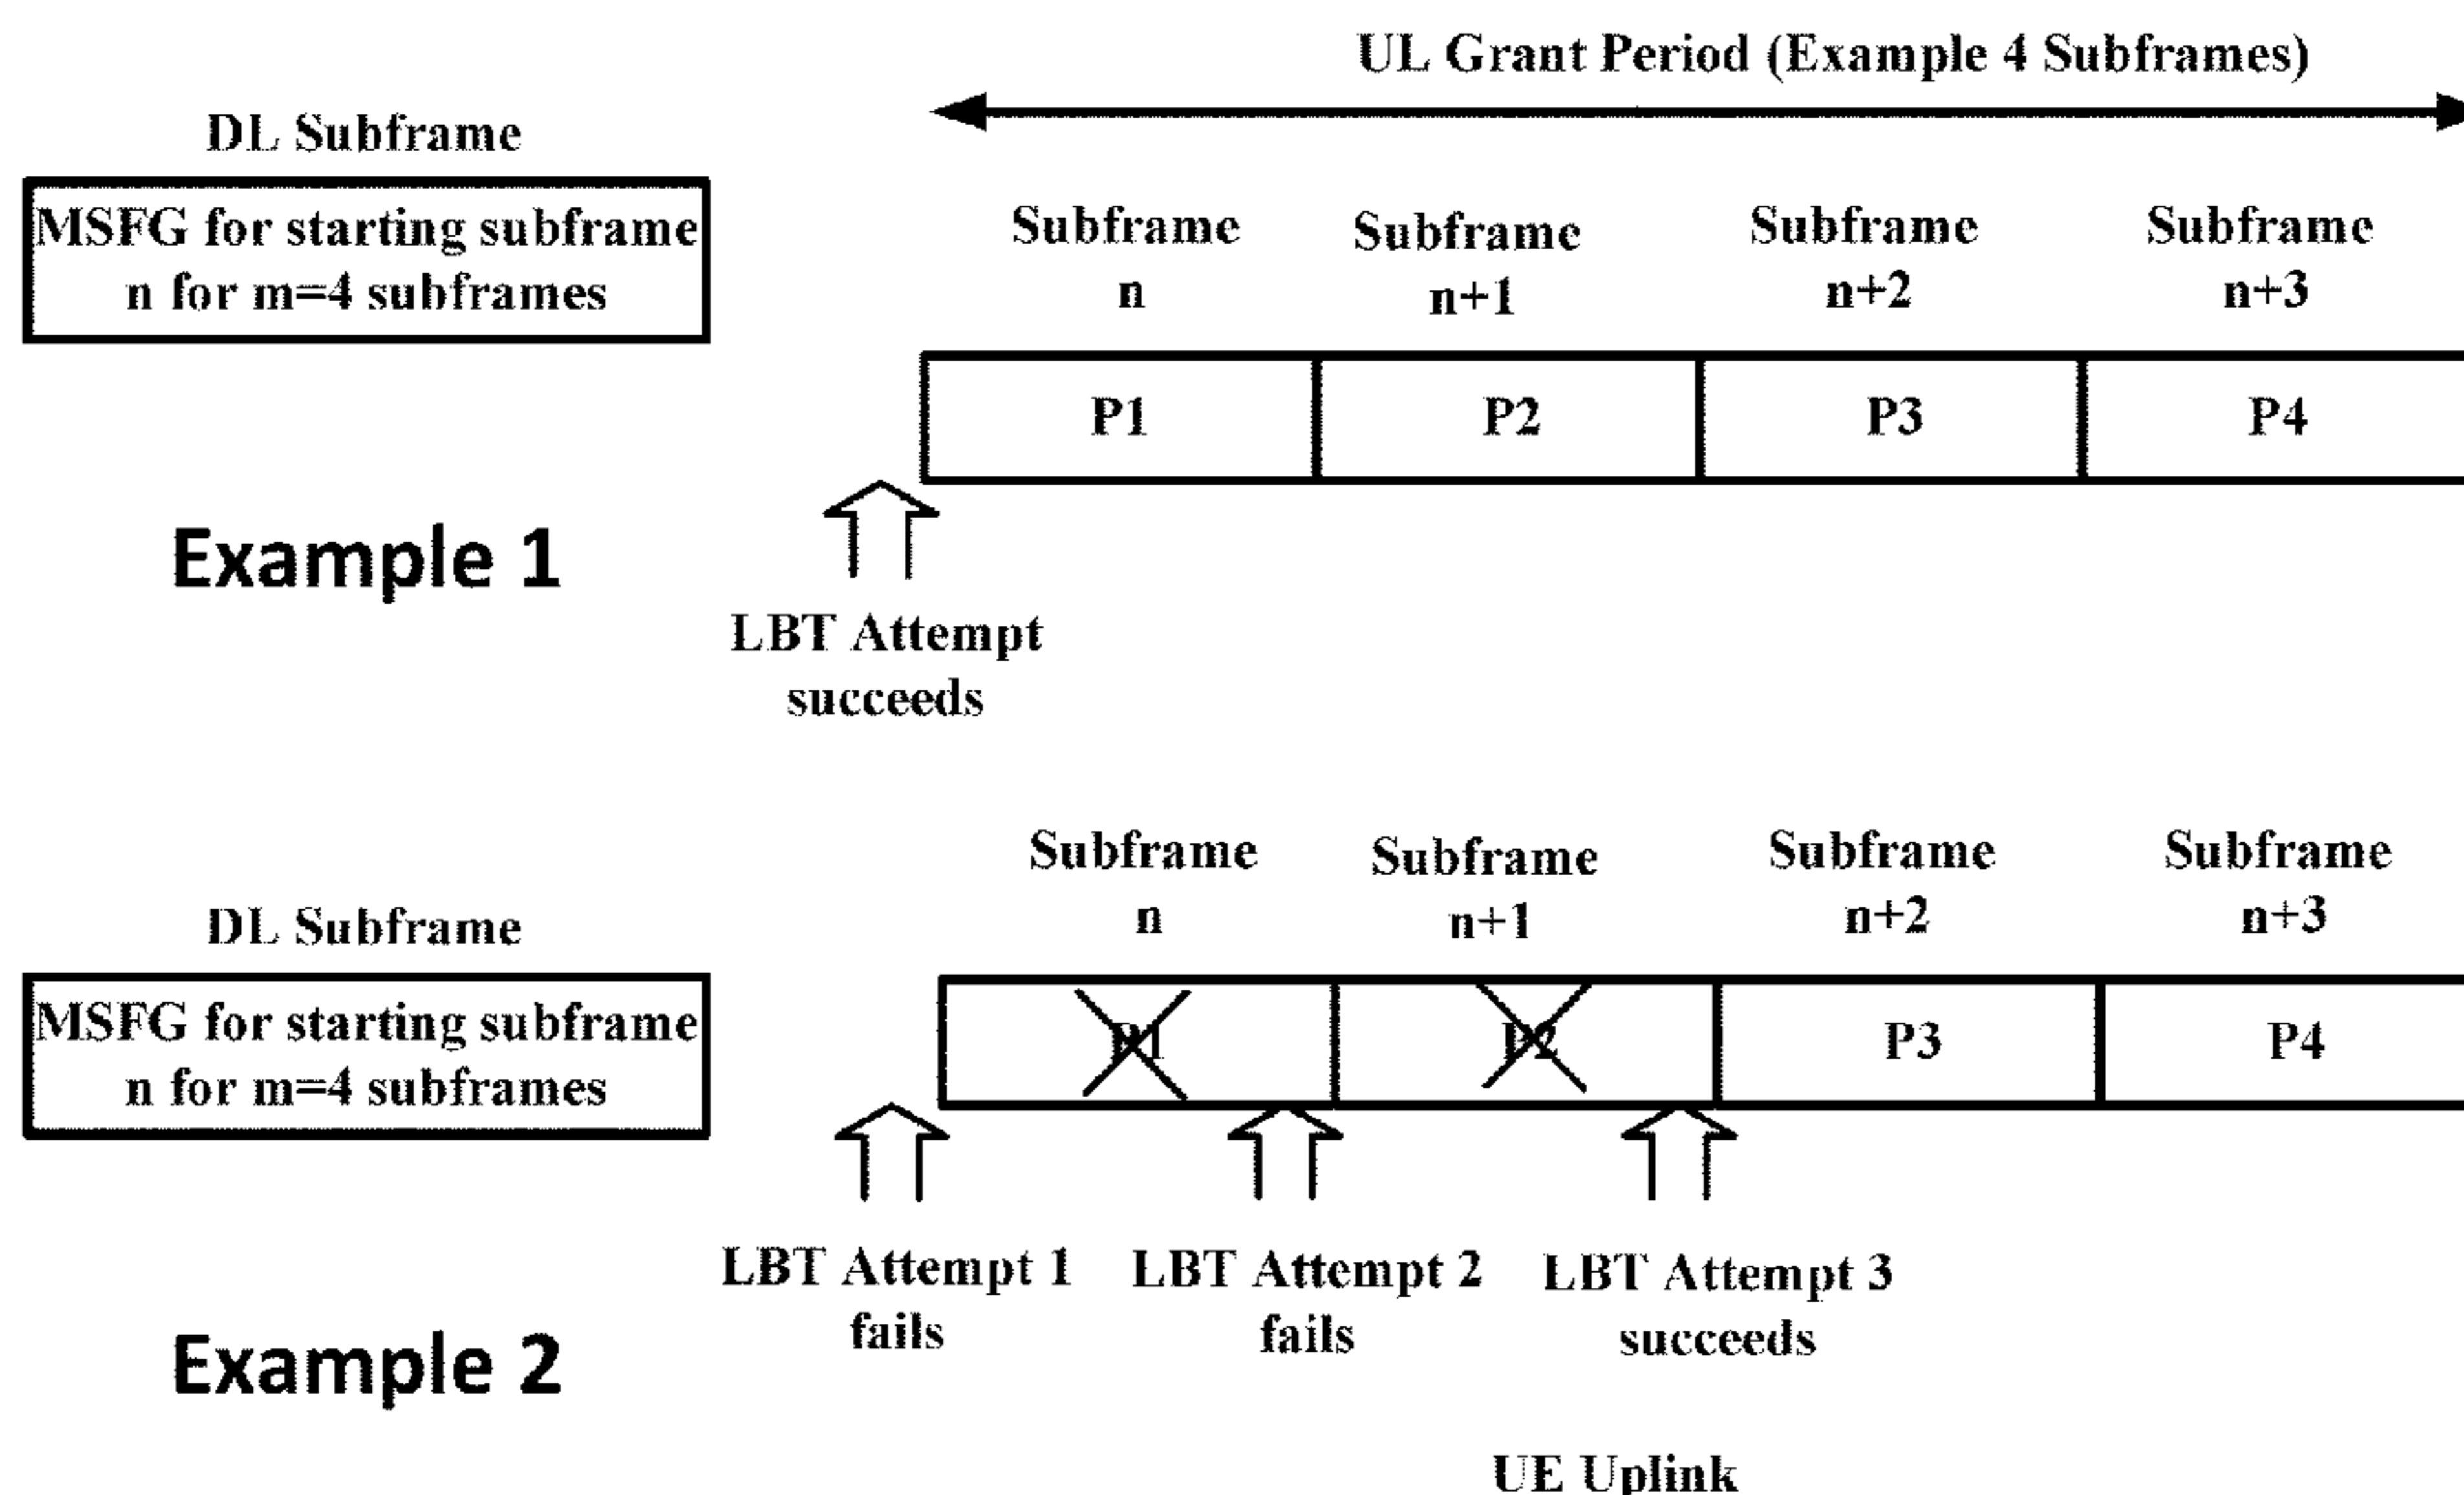 UL Grant Period (Example 4 Subframes)
DL Subframe
MSFG for starting subframe
n for m=4 subframes
Subframe
n
Subframe
n+1
Subframe
n+2
Subframe
n+3
P1
P2
P3
P4
Example 1
LBT Attempt
succeeds
DL Subframe
MSFG for starting subframe
n for m=4 subframes
Subframe
n
Subframe
n+1
Subframe
n+2
Subframe
n+3
P1
P2
P3
P4
LBT Attempt 1
fails
LBT Attempt 2
fails
LBT Attempt 3
succeeds
Example 2
UE Uplink